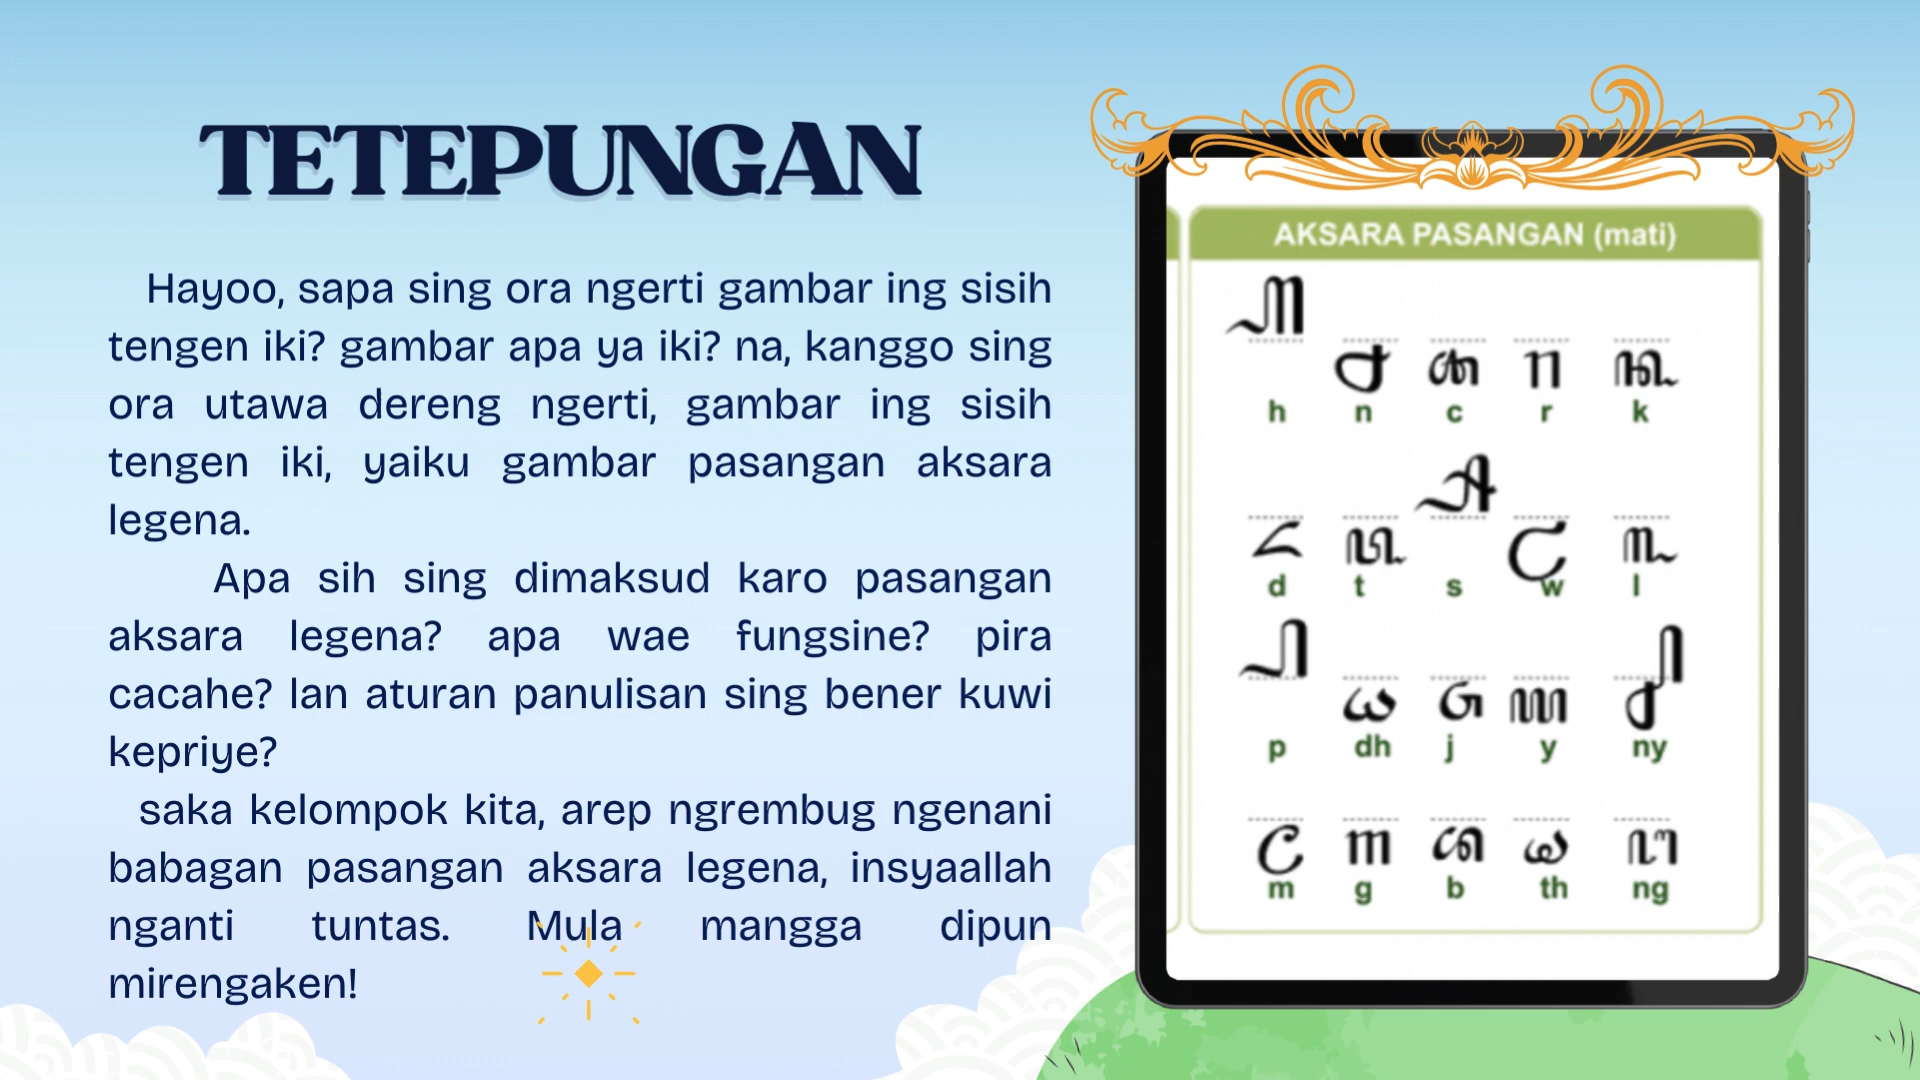 TETEPUNGAN
Hayoo, sapa sing ora ngerti gambar ing sisih
tengen iki? gambar apa ya iki? na, kanggo sing
ora utawa dereng ngerti, gambar ing sisih
tengen iki, yaiku gambar pasangan aksara
legena.
Apa sih sing dimaksud karo pasangan
aksara legena? apa wae fungsine? pira
cacahe? lan aturan panulisan sing bener kuwi
kepriye?
saka kelompok kita, arep ngrembug ngenani
babagan pasangan aksara legena, insyaallah
nganti tuntas. Mula mangga dipun
mirengaken!
AKSARA PASANGAN (mati)
h n c r k
d t s w l
p dh j y ny
m g b th ng